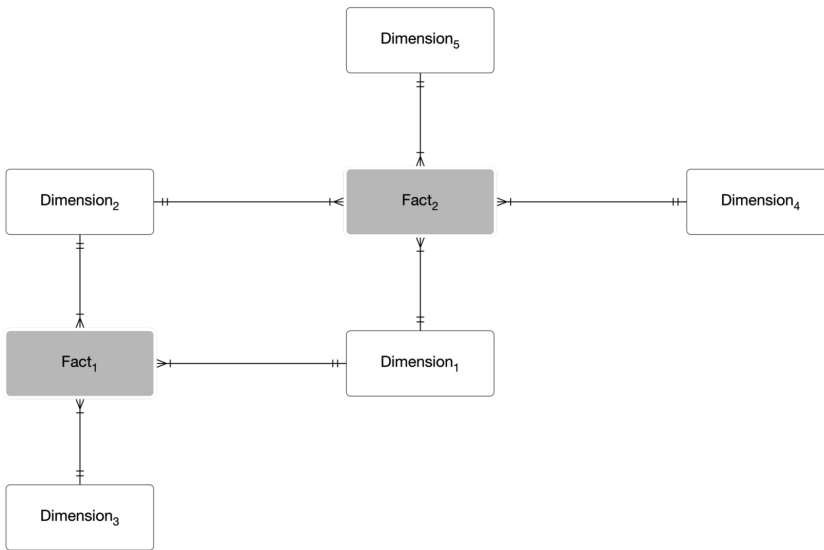 Dimension₅
Dimension₂
Fact₂
Dimension₄
Fact₁
Dimension₁
Dimension₃